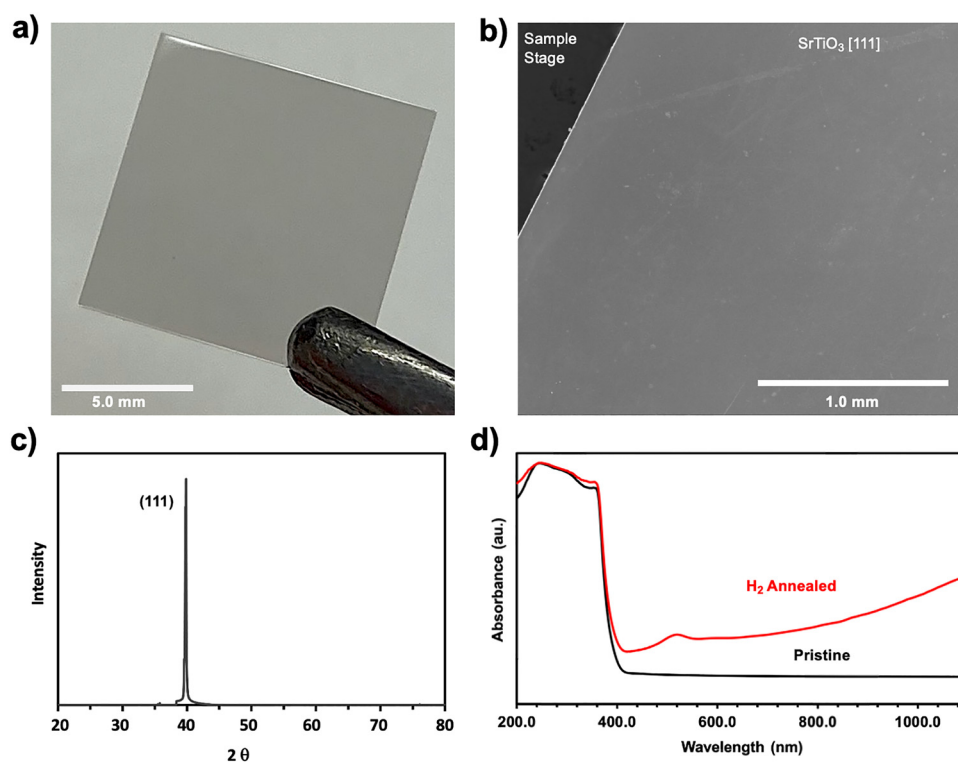 a)
5.0 mm
b)
Sample
Stage
SrTiO₃ [111]
1.0 mm
c)
(111)
Intensity
20 30 40 50 60 70 80
2 θ
d)
H₂ Annealed
Pristine
Absorbance (au.)
200.0 400.0 600.0 800.0 1000.0
Wavelength (nm)